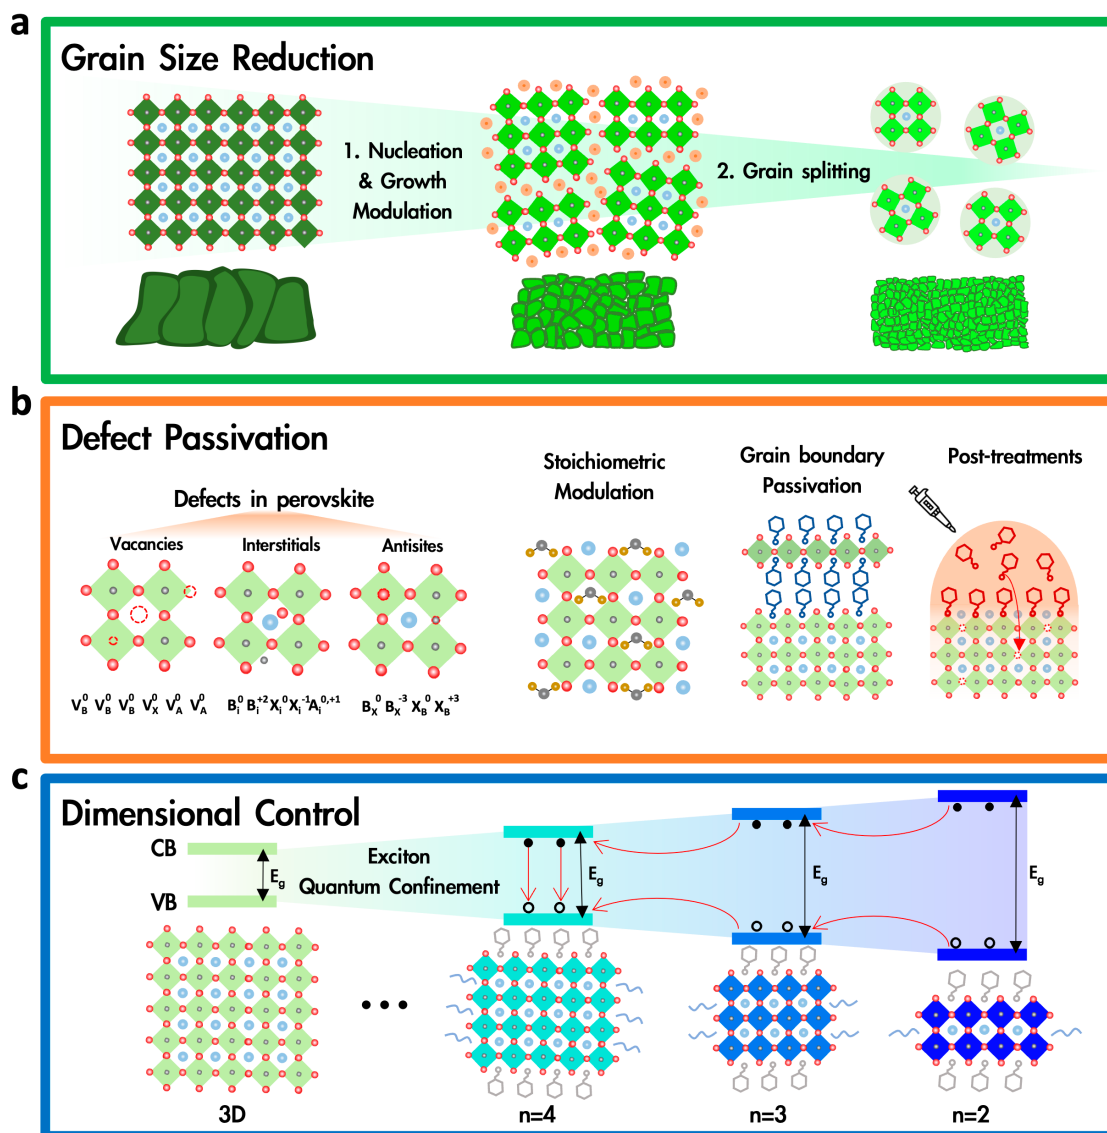 a
Grain Size Reduction
1. Nucleation
& Growth
Modulation
2. Grain splitting
b
Defect Passivation
Defects in perovskite
Vacancies
Interstitials
Antisites
V_B^0 V_B^0 V_B^0 V_X^0 V_A^0 V_A^0
B_i^0 B_i^+2 X_i^0 X_i^-1 A_i^0,+1
B_X^0 B_X^-3 X_B^0 X_B^+3
Stoichiometric
Modulation
Grain boundary
Passivation
Post-treatments
c
Dimensional Control
CB
VB
E_g
Exciton
Quantum Confinement
E_g
E_g
E_g
3D
n=4
n=3
n=2